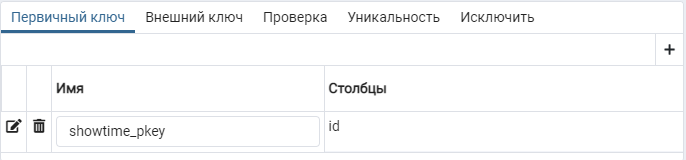 Первичный ключ Внешний ключ Проверка Уникальность Исключить
Имя Столбцы
showtime_pkey id